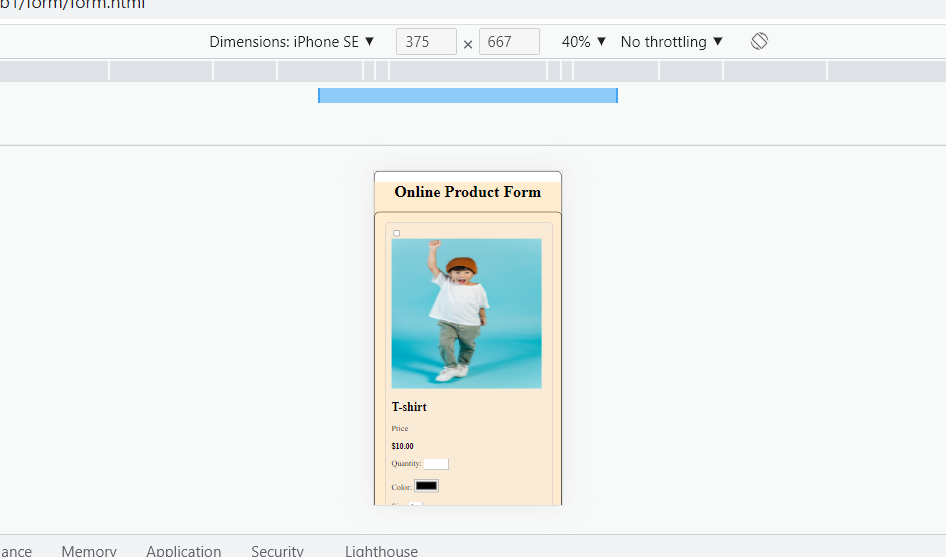 b1/form/form.html
Dimensions: iPhone SE ▼ 375 × 667 40% ▼ No throttling ▼
Online Product Form
T-shirt
Price
$10.00
Quantity:
Color:
ance Memory Application Security Lighthouse